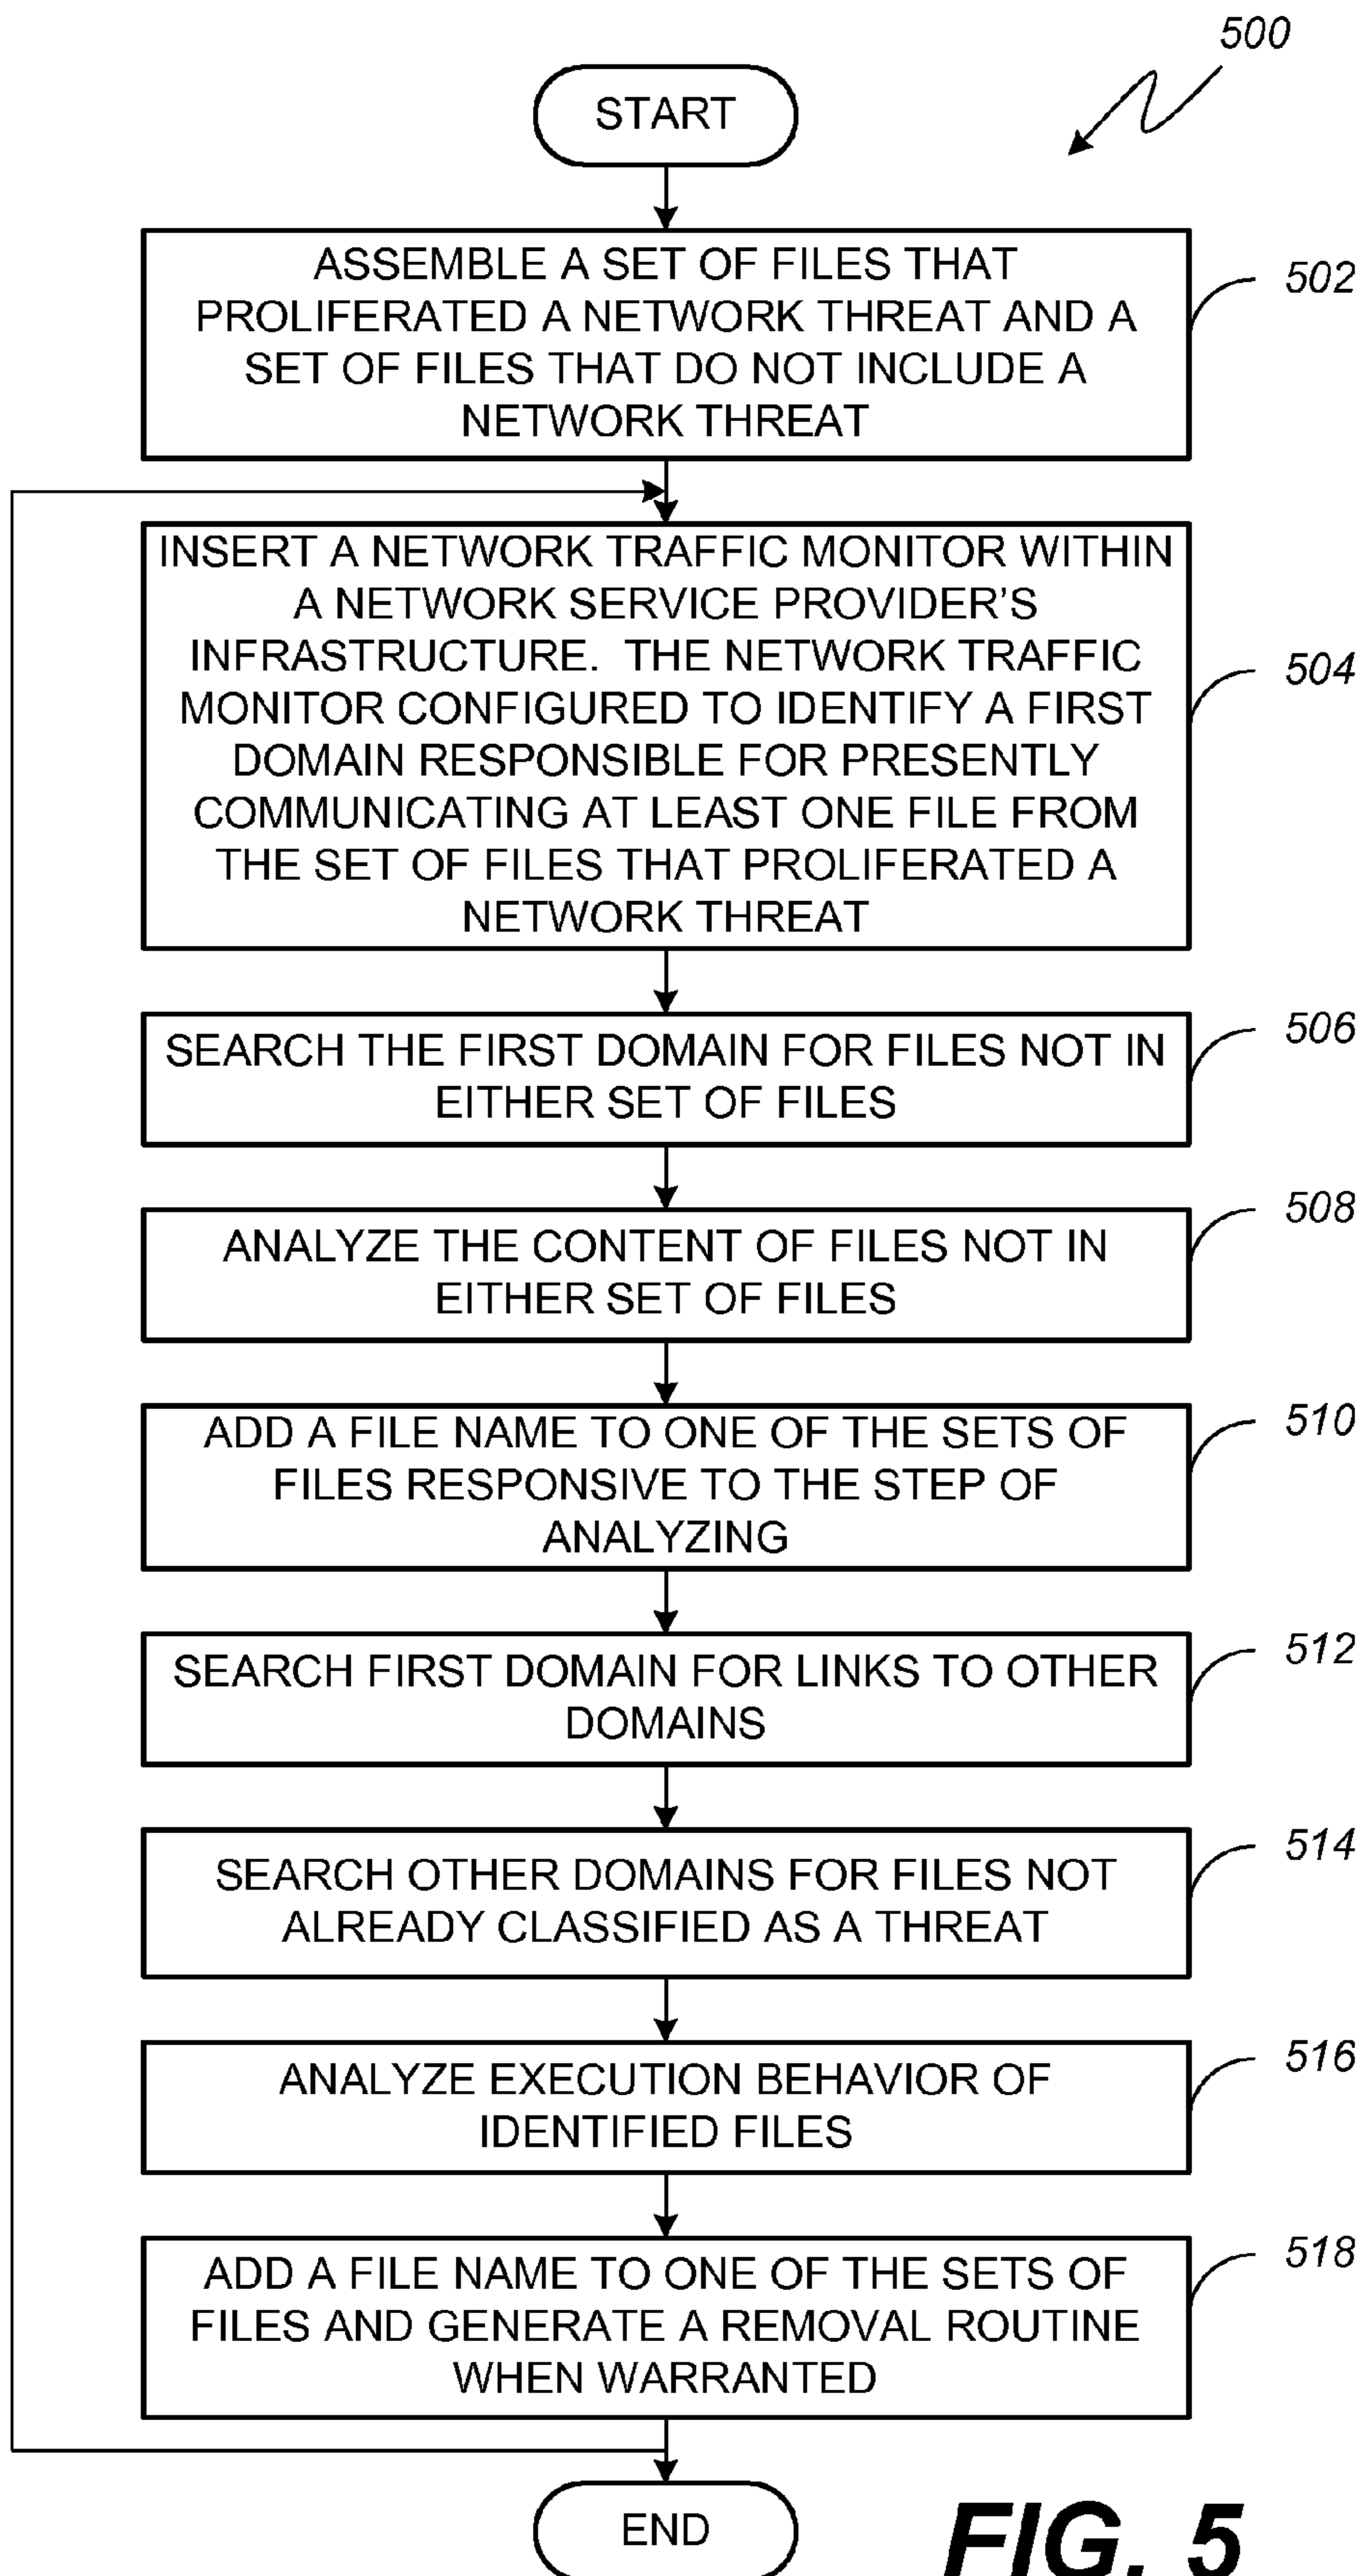 500
START
ASSEMBLE A SET OF FILES THAT
PROLIFERATED A NETWORK THREAT AND A
SET OF FILES THAT DO NOT INCLUDE A
NETWORK THREAT
502
INSERT A NETWORK TRAFFIC MONITOR WITHIN
A NETWORK SERVICE PROVIDER'S
INFRASTRUCTURE.  THE NETWORK TRAFFIC
MONITOR CONFIGURED TO IDENTIFY A FIRST
DOMAIN RESPONSIBLE FOR PRESENTLY
COMMUNICATING AT LEAST ONE FILE FROM
THE SET OF FILES THAT PROLIFERATED A
NETWORK THREAT
504
SEARCH THE FIRST DOMAIN FOR FILES NOT IN
EITHER SET OF FILES
506
ANALYZE THE CONTENT OF FILES NOT IN
EITHER SET OF FILES
508
ADD A FILE NAME TO ONE OF THE SETS OF
FILES RESPONSIVE TO THE STEP OF
ANALYZING
510
SEARCH FIRST DOMAIN FOR LINKS TO OTHER
DOMAINS
512
SEARCH OTHER DOMAINS FOR FILES NOT
ALREADY CLASSIFIED AS A THREAT
514
ANALYZE EXECUTION BEHAVIOR OF
IDENTIFIED FILES
516
ADD A FILE NAME TO ONE OF THE SETS OF
FILES AND GENERATE A REMOVAL ROUTINE
WHEN WARRANTED
518
END
FIG. 5